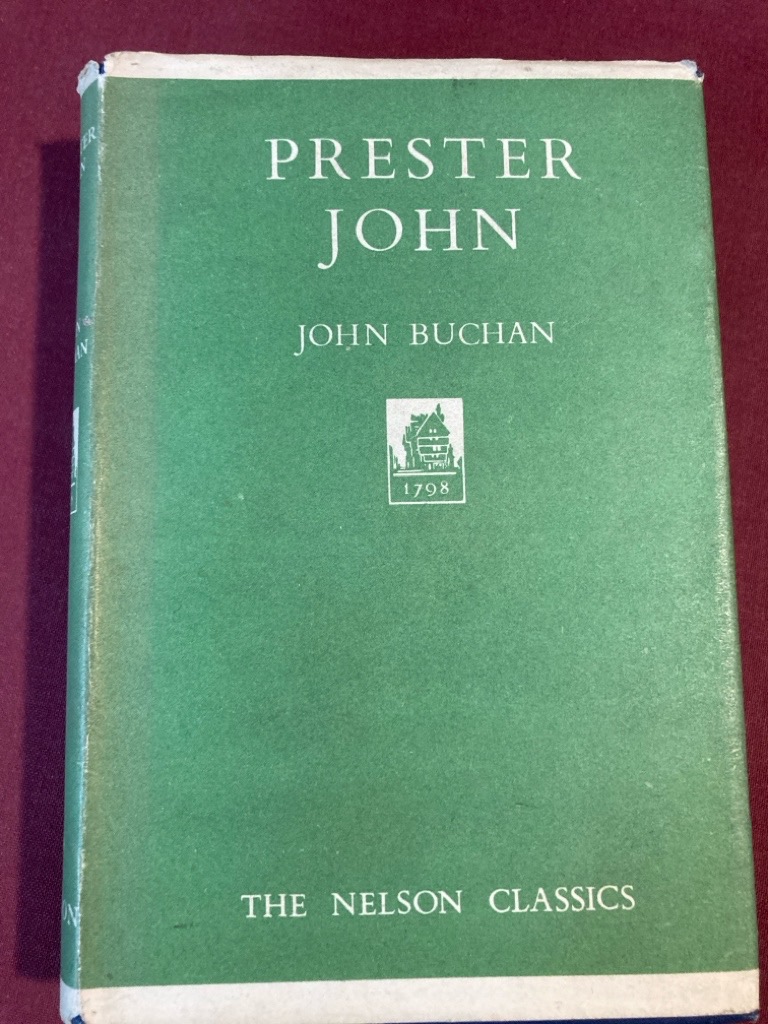 PRESTER
JOHN
JOHN BUCHAN
1798
THE NELSON CLASSICS